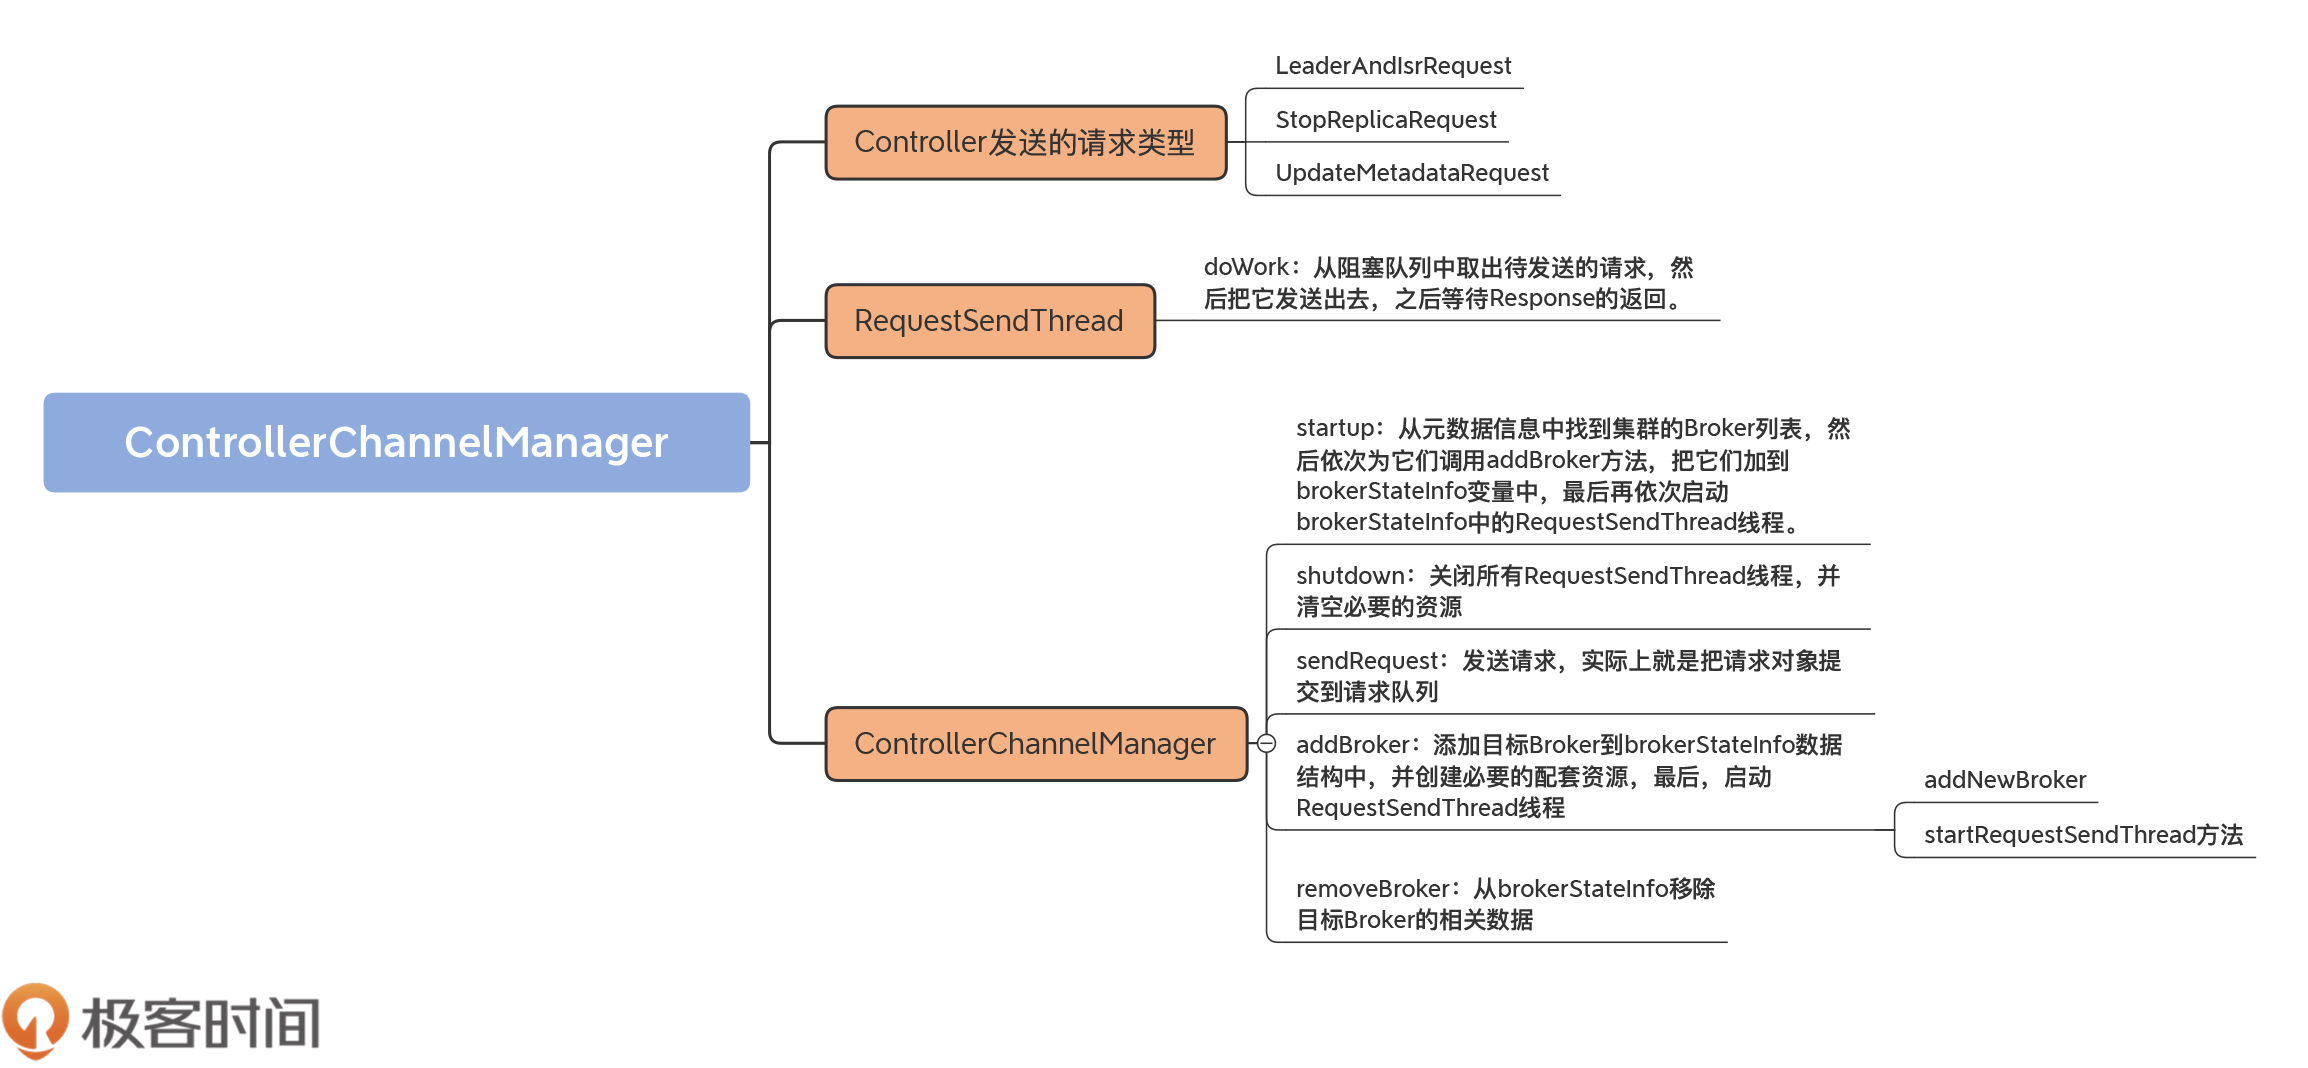 LeaderAndIsrRequest
StopReplicaRequest
UpdateMetadataRequest
Controller发送的请求类型
doWork：从阻塞队列中取出待发送的请求，然
后把它发送出去，之后等待Response的返回。
RequestSendThread
ControllerChannelManager
startup：从元数据信息中找到集群的Broker列表，然
后依次为它们调用addBroker方法，把它们加到
brokerStateInfo变量中，最后再依次启动
brokerStateInfo中的RequestSendThread线程。
shutdown：关闭所有RequestSendThread线程，并
清空必要的资源
sendRequest：发送请求，实际上就是把请求对象提
交到请求队列
ControllerChannelManager
addBroker：添加目标Broker到brokerStateInfo数据
结构中，并创建必要的配套资源，最后，启动
RequestSendThread线程
addNewBroker
startRequestSendThread方法
removeBroker：从brokerStateInfo移除
目标Broker的相关数据
极客时间